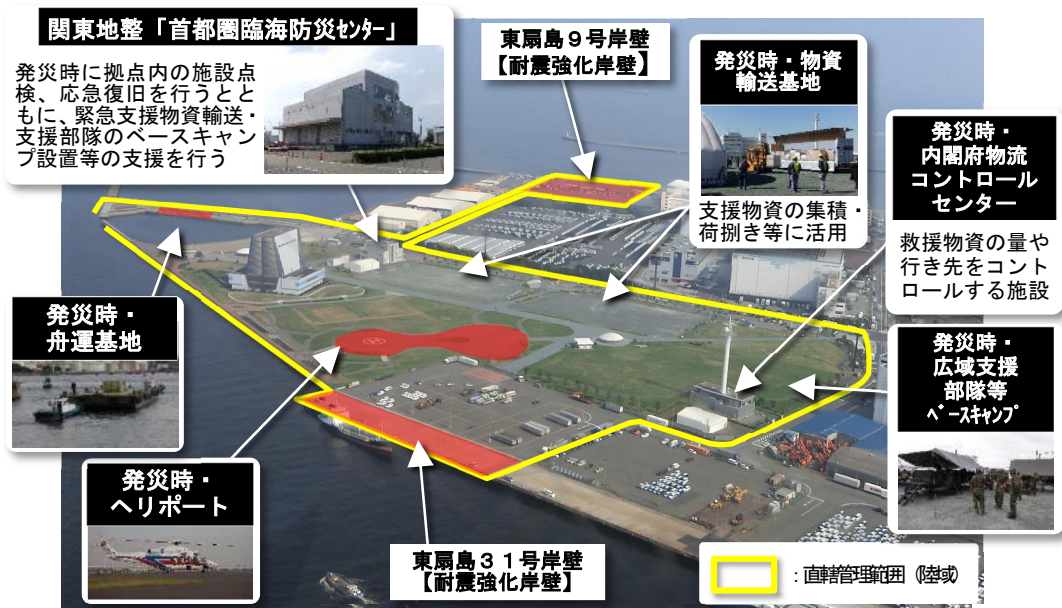 関東地整「首都圏臨海防災ｾﾝﾀｰ」
発災時に拠点内の施設点
検、応急復旧を行うとと
もに、緊急支援物資輸送・
支援部隊のベースキャン
プ設置等の支援を行う
東扇島９号岸壁
【耐震強化岸壁】
発災時・物資
輸送基地
支援物資の集積・
荷捌き等に活用
発災時・
内閣府物流
コントロール
センター
救援物資の量や
行き先をコント
ロールする施設
発災時・
舟運基地
発災時・
広域支援
部隊等
ﾍﾞｰｽｷｬﾝﾌﾟ
発災時・
ヘリポート
H
東扇島３１号岸壁
【耐震強化岸壁】
：直轄管理範囲（陸域）